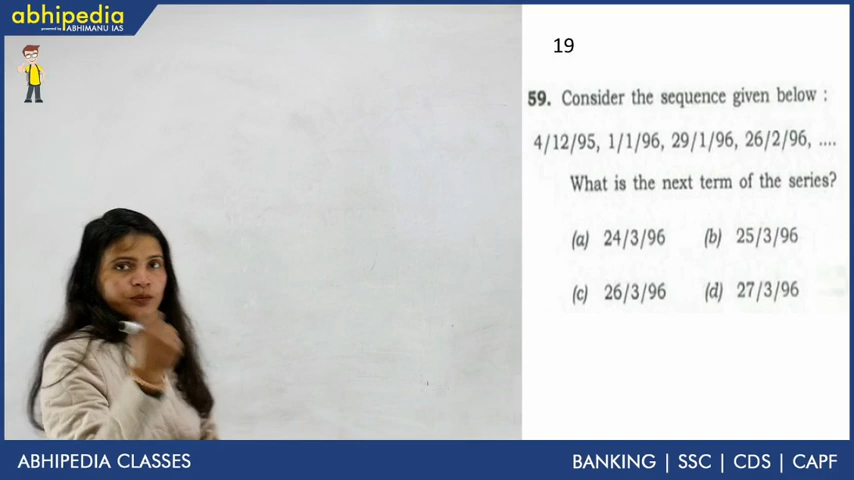 abhipedia
powered by ABHIMANU IAS
19
59. Consider the sequence given below :
4/12/95, 1/1/96, 29/1/96, 26/2/96, ....
What is the next term of the series?
(a) 24/3/96 (b) 25/3/96
(c) 26/3/96 (d) 27/3/96
ABHIPEDIA CLASSES
BANKING | SSC | CDS | CAPF